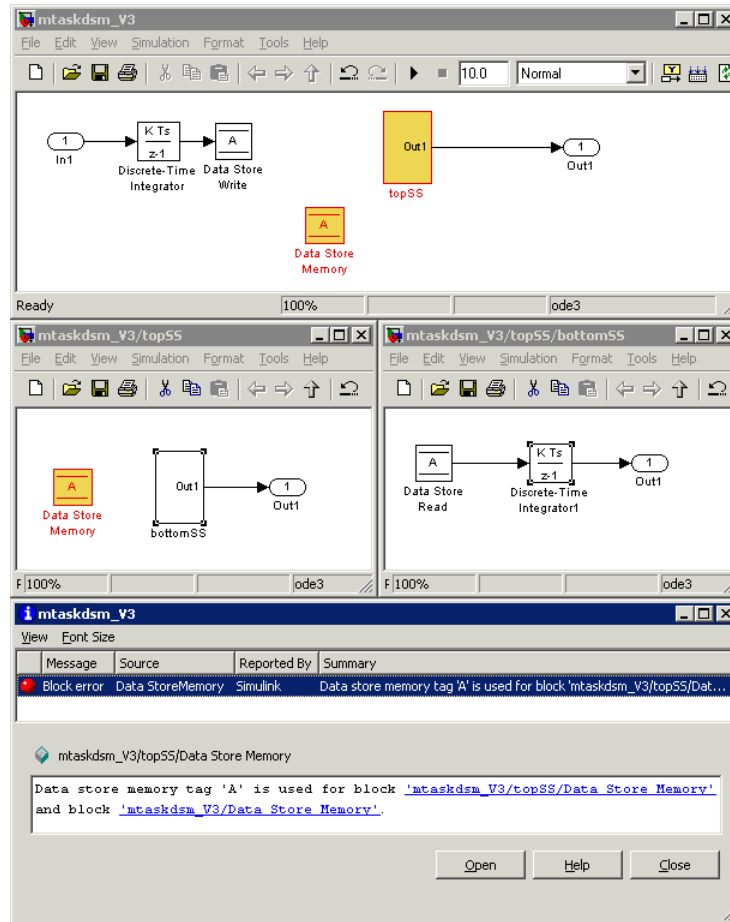 mtaskdsm_V3
File Edit View Simulation Format Tools Help
10.0 Normal
1
In1
K Ts
z-1
Discrete-Time
Integrator
A
Data Store
Write
Out1
topSS
1
Out1
A
Data Store
Memory
Ready 100% ode3
mtaskdsm_V3/topSS
File Edit View Simulation Format Tools Help
A
Data Store
Memory
Out1
bottomSS
1
Out1
F 100% ode3
mtaskdsm_V3/topSS/bottomSS
File Edit View Simulation Format Tools Help
A
Data Store
Read
K Ts
z-1
Discrete-Time
Integrator1
1
Out1
F 100% ode3
mtaskdsm_V3
View Font Size
Message Source Reported By Summary
Block error Data StoreMemory Simulink Data store memory tag 'A' is used for block 'mtaskdsm_V3/topSS/Dat...
mtaskdsm_V3/topSS/Data Store Memory
Data store memory tag 'A' is used for block 'mtaskdsm_V3/topSS/Data Store Memory'
and block 'mtaskdsm_V3/Data Store Memory'.
Open Help Close